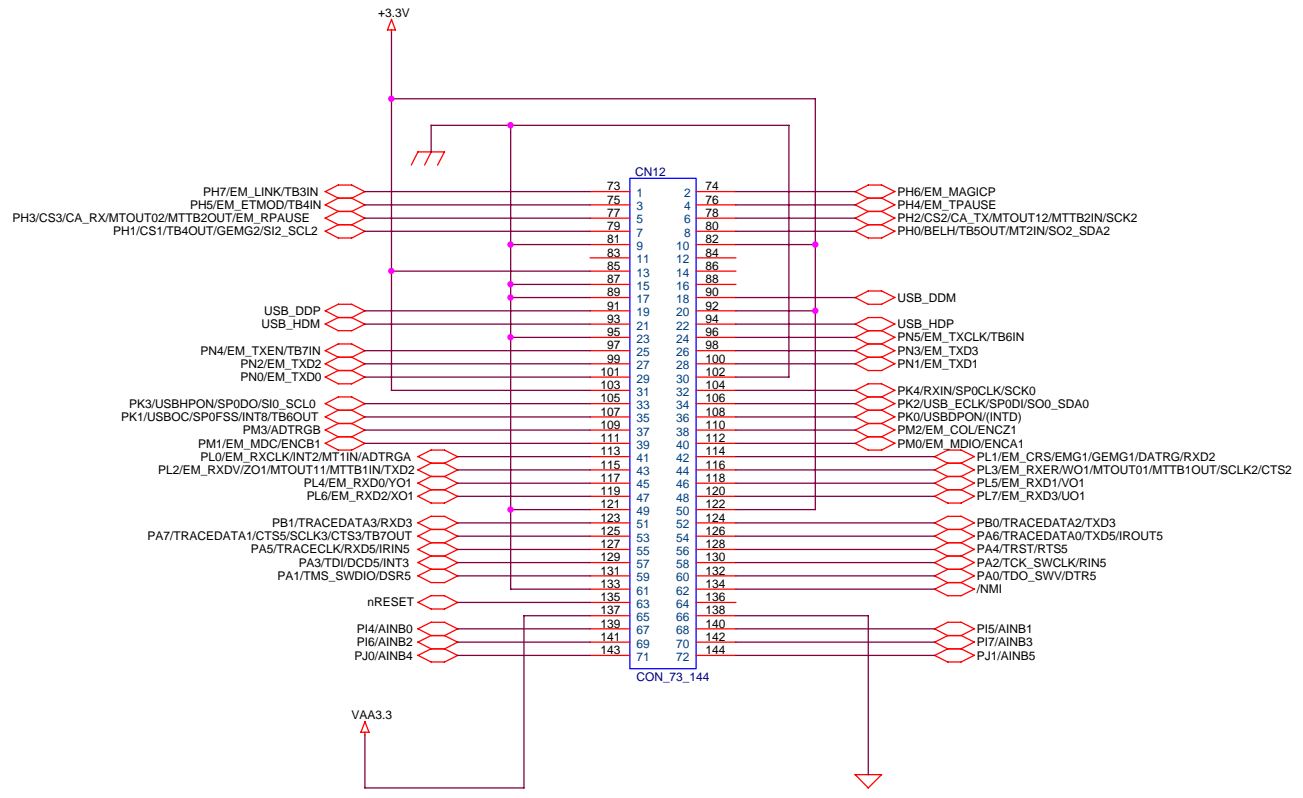 +3.3V
CN12
PH7/EM_LINK/TB3IN 73 1 2 74 PH6/EM_MAGICP
PH5/EM_ETMOD/TB4IN 75 3 4 76 PH4/EM_TPAUSE
PH3/CS3/CA_RX/MTOUT02/MTTB2OUT/EM_RPAUSE 77 5 6 78 PH2/CS2/CA_TX/MTOUT12/MTTB2IN/SCK2
PH1/CS1/TB4OUT/GEMG2/SI2_SCL2 79 7 8 80 PH0/BELH/TB5OUT/MT2IN/SO2_SDA2
81 9 10 82
83 11 12 84
85 13 14 86
87 15 16 88
89 17 18 90 USB_DDM
USB_DDP 91 19 20 92
USB_HDM 93 21 22 94 USB_HDP
95 23 24 96 PN5/EM_TXCLK/TB6IN
PN4/EM_TXEN/TB7IN 97 25 26 98 PN3/EM_TXD3
PN2/EM_TXD2 99 27 28 100 PN1/EM_TXD1
PN0/EM_TXD0 101 29 30 102
103 31 32 104 PK4/RXIN/SP0CLK/SCK0
PK3/USBHPON/SP0DO/SI0_SCL0 105 33 34 106 PK2/USB_ECLK/SP0DI/SO0_SDA0
PK1/USBOC/SP0FSS/INT8/TB6OUT 107 35 36 108 PK0/USBDPON/(INTD)
PM3/ADTRGB 109 37 38 110 PM2/EM_COL/ENCZ1
PM1/EM_MDC/ENCB1 111 39 40 112 PM0/EM_MDIO/ENCA1
PL0/EM_RXCLK/INT2/MT1IN/ADTRGA 113 41 42 114 PL1/EM_CRS/EMG1/GEMG1/DATRG/RXD2
PL2/EM_RXDV/ZO1/MTOUT11/MTTB1IN/TXD2 115 43 44 116 PL3/EM_RXER/WO1/MTOUT01/MTTB1OUT/SCLK2/CTS2
PL4/EM_RXD0/YO1 117 45 46 118 PL5/EM_RXD1/VO1
PL6/EM_RXD2/XO1 119 47 48 120 PL7/EM_RXD3/UO1
121 49 50 122
PB1/TRACEDATA3/RXD3 123 51 52 124 PB0/TRACEDATA2/TXD3
PA7/TRACEDATA1/CTS5/SCLK3/CTS3/TB7OUT 125 53 54 126 PA6/TRACEDATA0/TXD5/IROUT5
PA5/TRACECLK/RXD5/IRIN5 127 55 56 128 PA4/TRST/RTS5
PA3/TDI/DCD5/INT3 129 57 58 130 PA2/TCK_SWCLK/RIN5
PA1/TMS_SWDIO/DSR5 131 59 60 132 PA0/TDO_SWV/DTR5
133 61 62 134 /NMI
nRESET 135 63 64 136
137 65 66 138
PI4/AINB0 139 67 68 140 PI5/AINB1
PI6/AINB2 141 69 70 142 PI7/AINB3
PJ0/AINB4 143 71 72 144 PJ1/AINB5
CON_73_144
VAA3.3